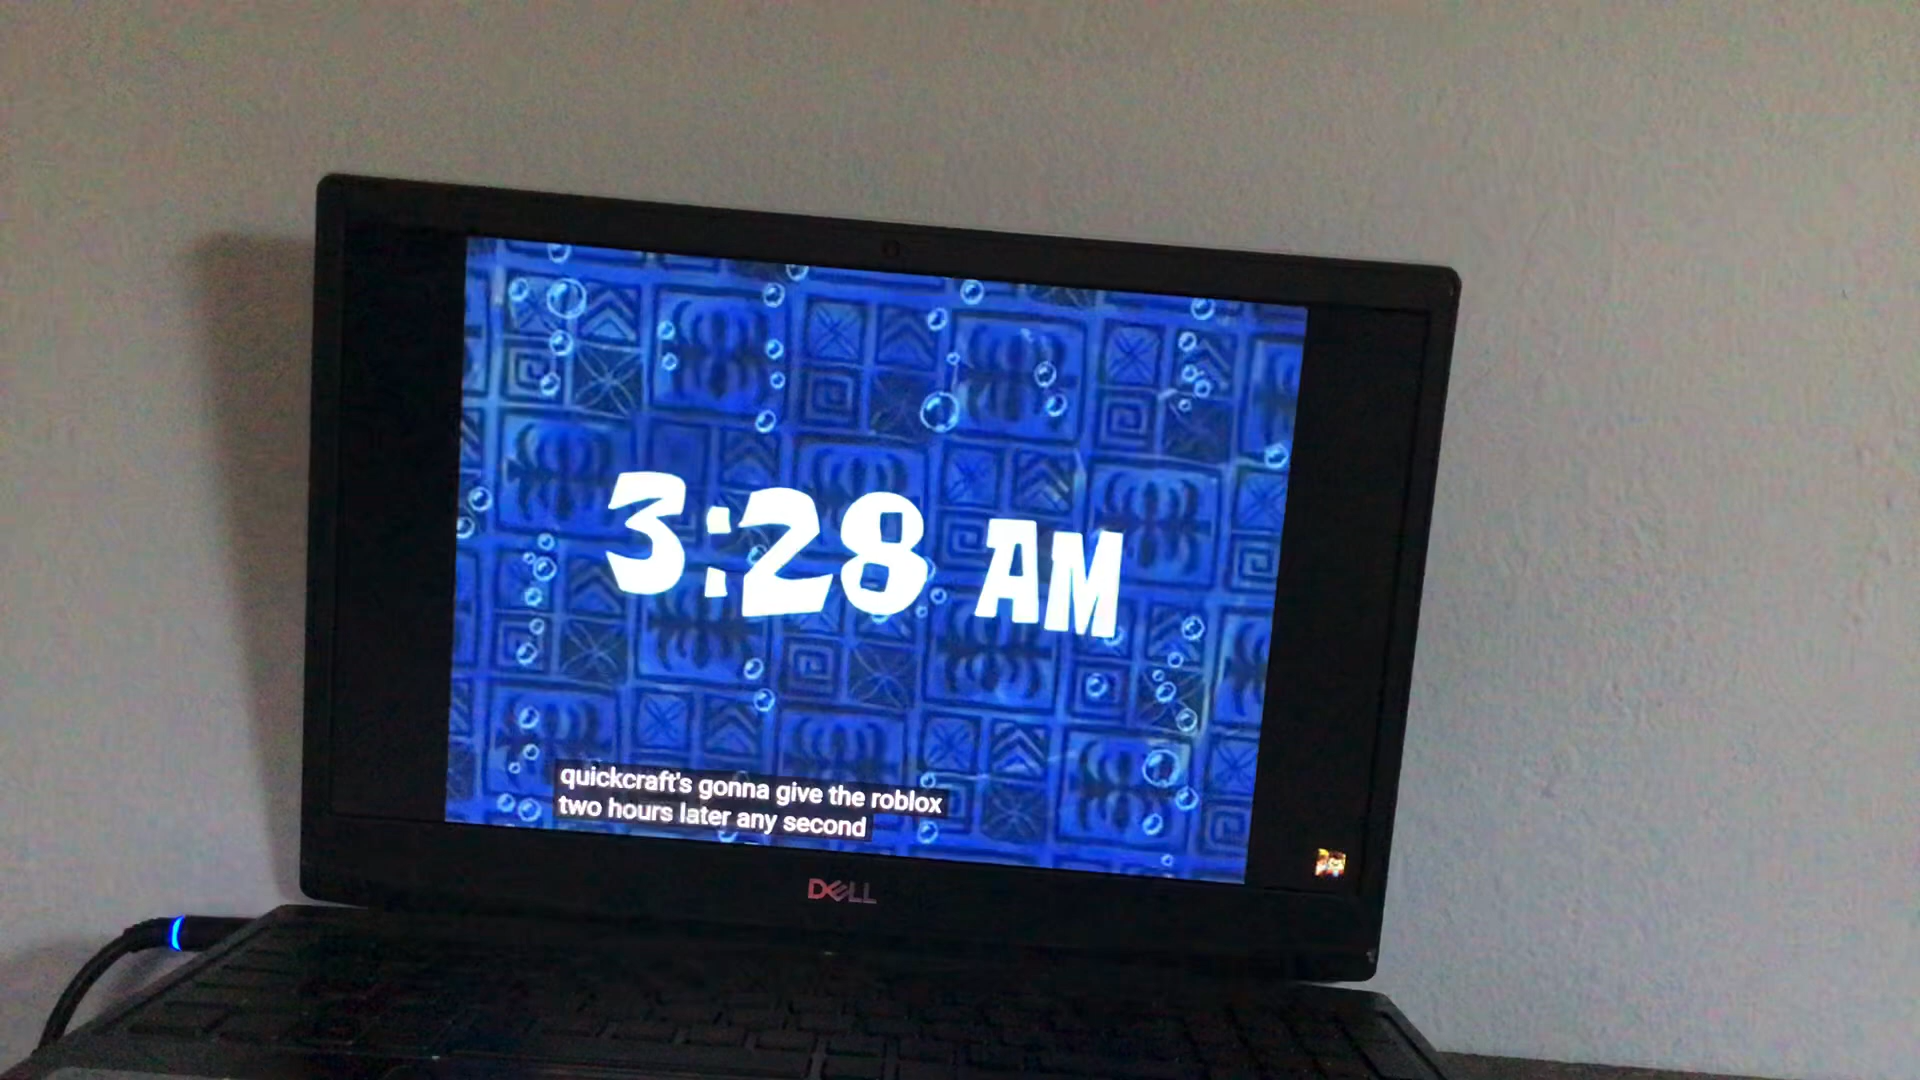 3:28 AM
quickcraft's gonna give the roblox
two hours later any second
DELL